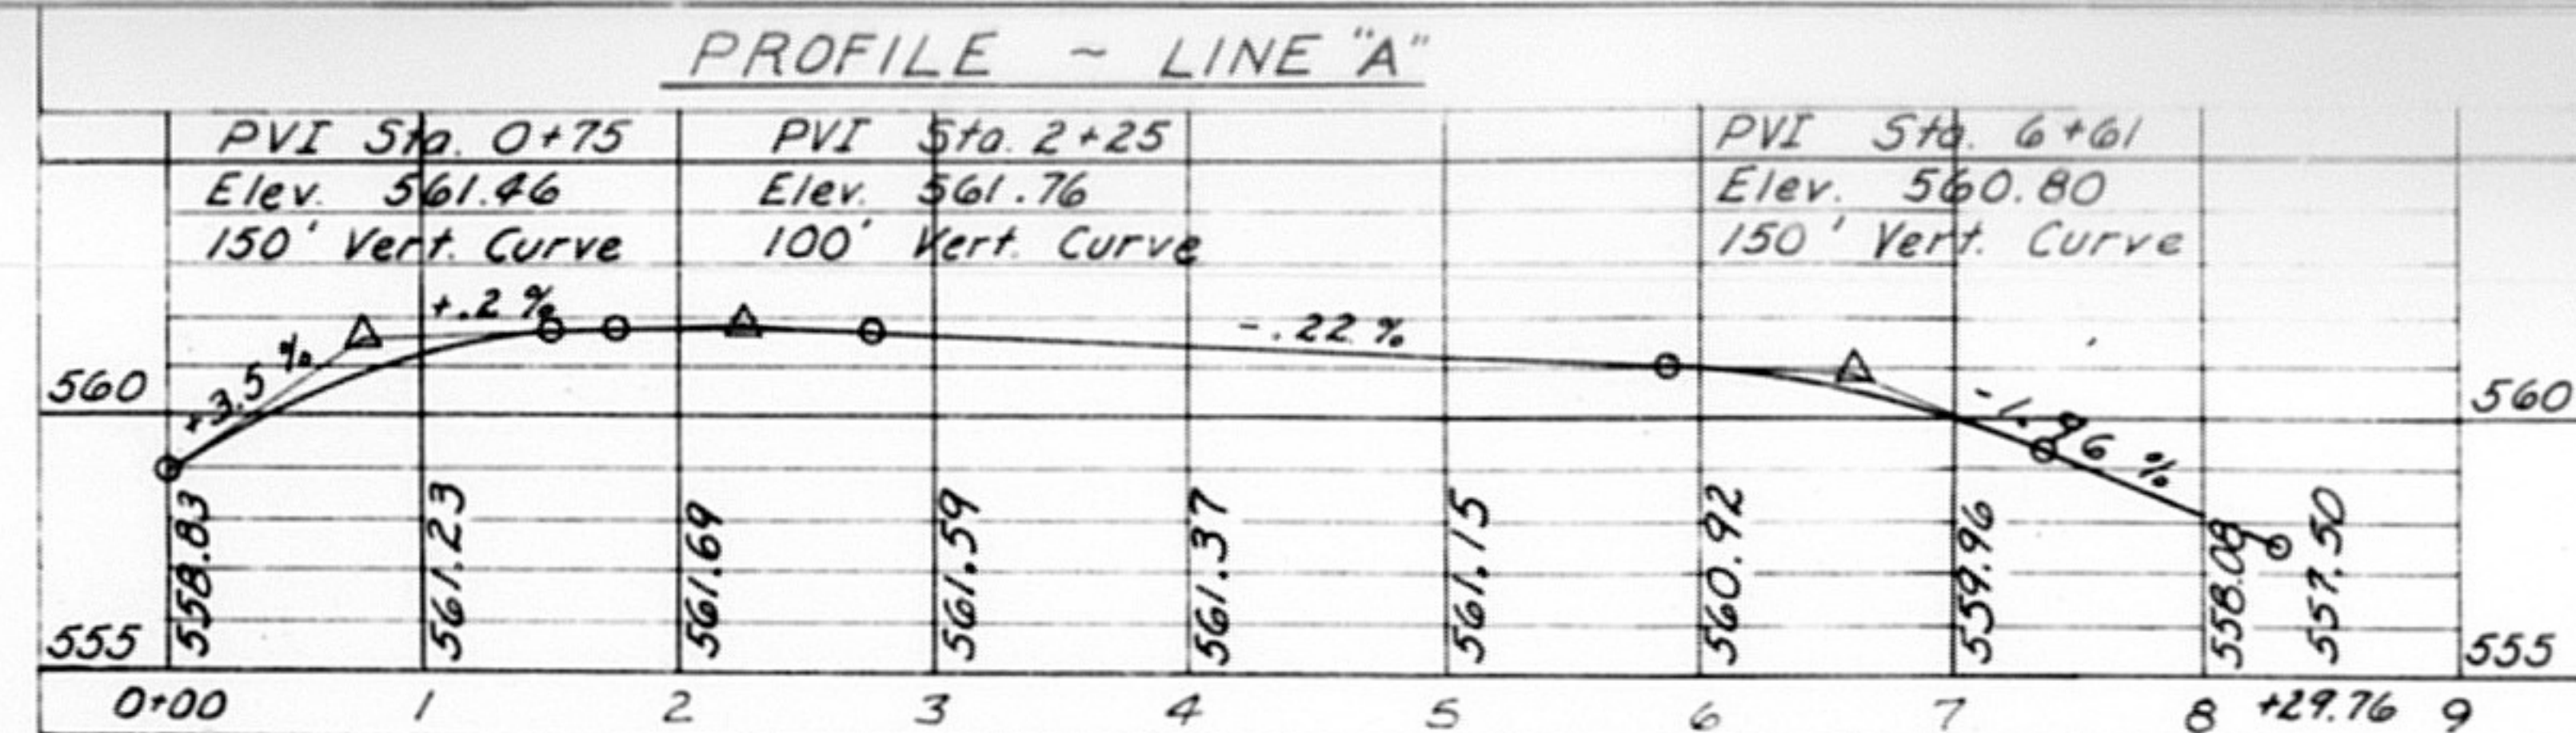 PROFILE ~ LINE "A"
PVI Sta. 0+75
Elev. 561.46
150' Vert. Curve
PVI Sta. 2+25
Elev. 561.76
100' Vert. Curve
PVI Sta. 6+61
Elev. 560.80
150' Vert. Curve
+3.5 %
+.2 %
-.22 %
-1.96 %
560
560
555
555
558.83
561.23
561.69
561.59
561.37
561.15
560.92
559.96
558.08
557.50
0+00 1 2 3 4 5 6 7 8 +29.76 9